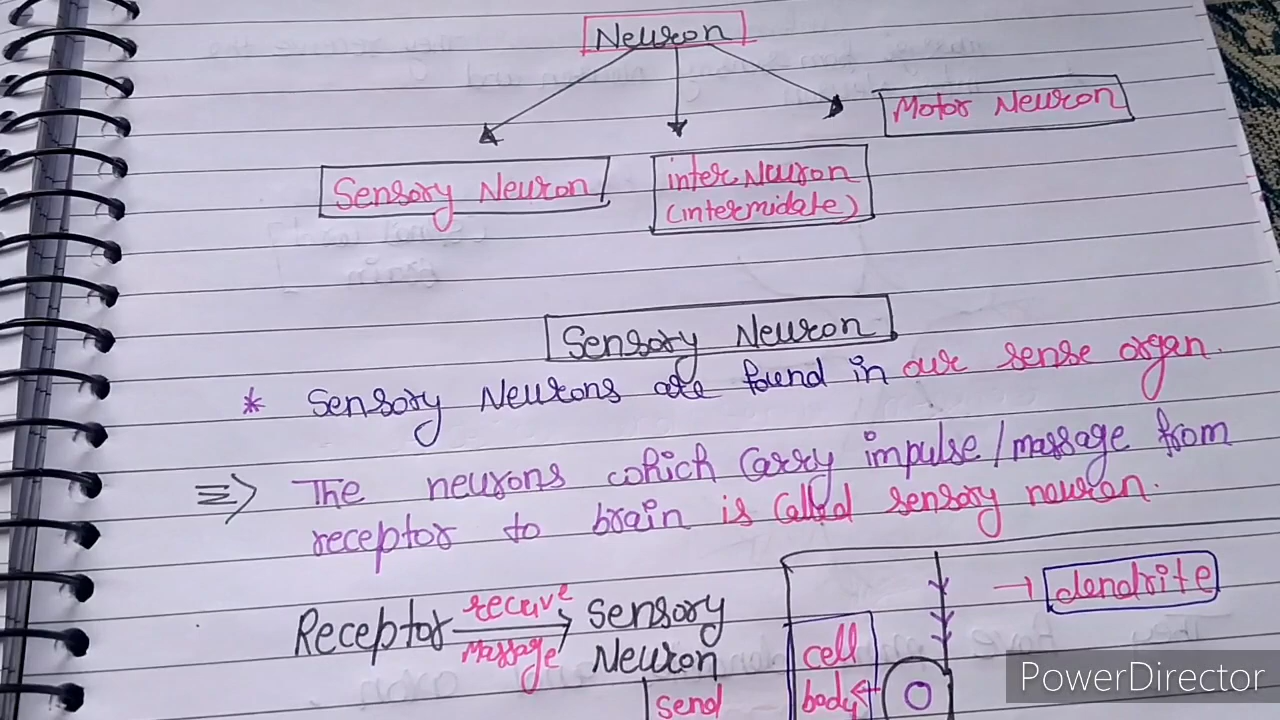 Neuron
Motor Neuron
Sensory Neuron
inter Neuron
(intermidate)
Sensory Neuron
* Sensory Neurons are found in our sense organ.
⇒ The neurons which carry impulse/massage from
receptor to brain is called sensory neuron.
→ dendrite
Receptor receive massage → Sensory
Neuron
cell
body
send
PowerDirector